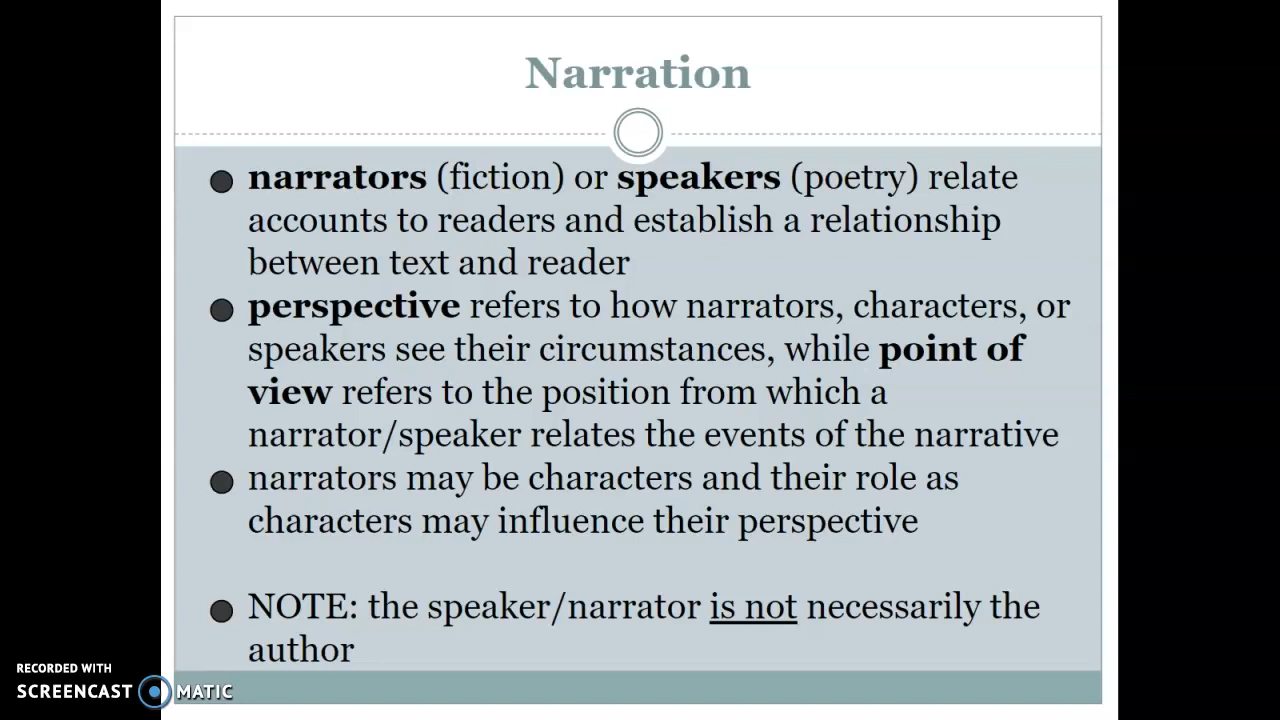 Narration
narrators (fiction) or speakers (poetry) relate
accounts to readers and establish a relationship
between text and reader
perspective refers to how narrators, characters, or
speakers see their circumstances, while point of
view refers to the position from which a
narrator/speaker relates the events of the narrative
narrators may be characters and their role as
characters may influence their perspective
NOTE: the speaker/narrator is not necessarily the
author
RECORDED WITH
SCREENCAST MATIC